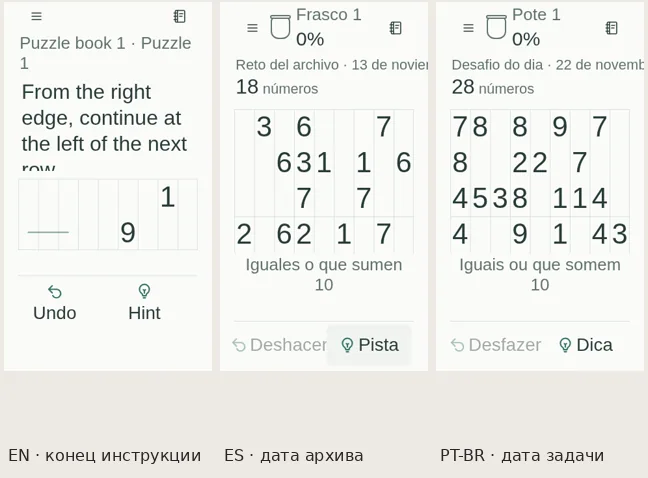 Puzzle book 1 · Puzzle
1
From the right
edge, continue at
the left of the next
row
1
9
Undo Hint
EN · конец инструкции
Frasco 1
0%
Reto del archivo · 13 de novier
18 números
3 6 7
6 3 1 1 6
7 7
2 6 2 1 7
Iguales o que sumen
10
Deshacer Pista
ES · дата архива
Pote 1
0%
Desafio do dia · 22 de novemb
28 números
7 8 8 9 7
8 2 2 7
4 5 3 8 1 1 4
4 9 1 4 3
Iguais ou que somem
10
Desfazer Dica
PT-BR · дата задачи